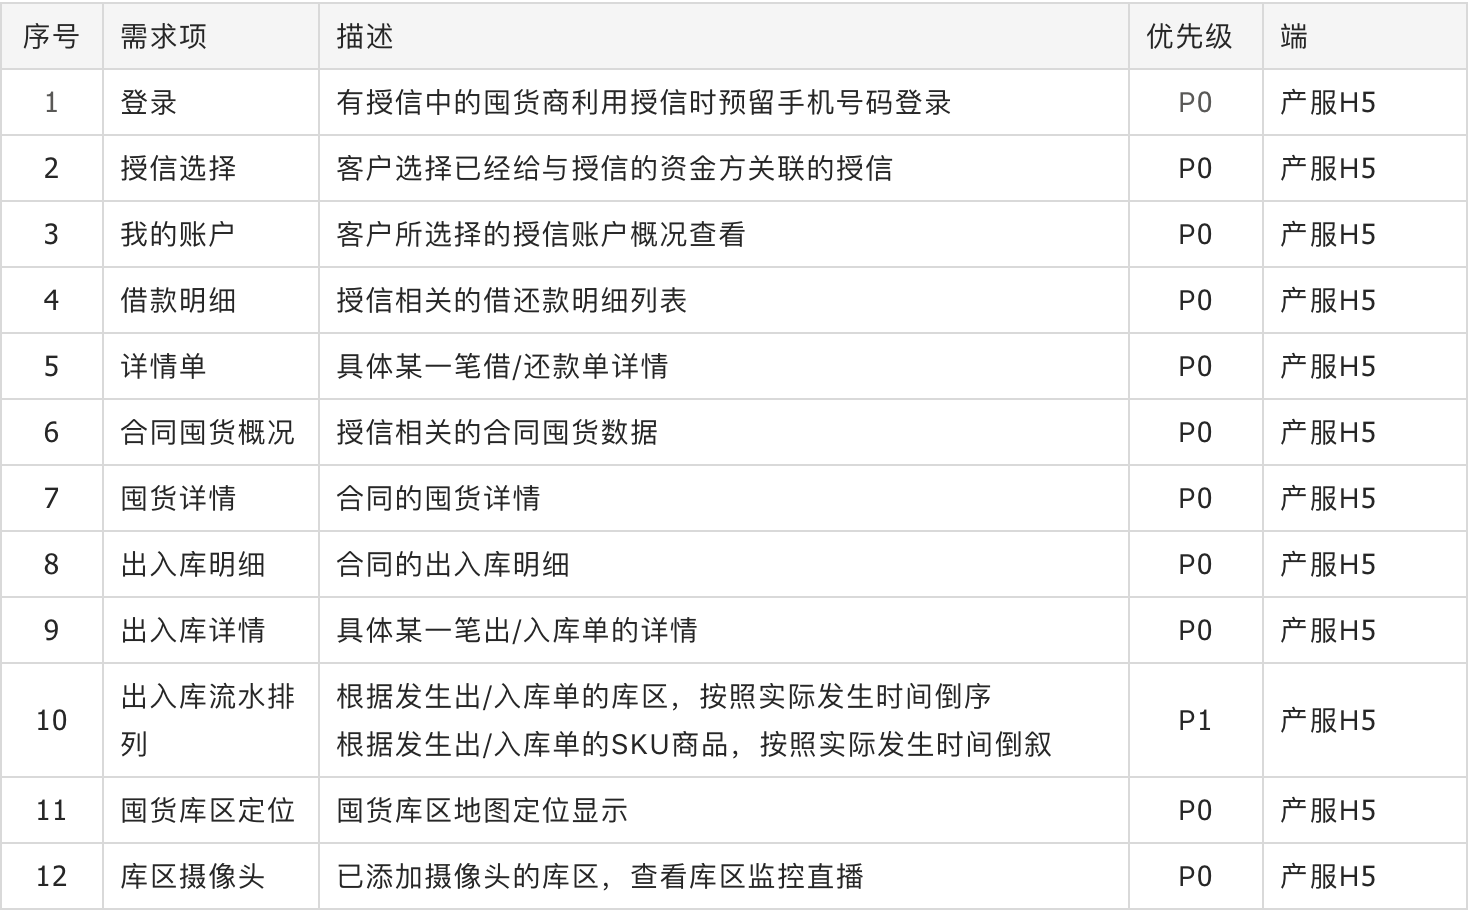 序号 需求项 描述 优先级 端
1 登录 有授信中的囤货商利用授信时预留手机号码登录 P0 产服H5
2 授信选择 客户选择已经给与授信的资金方关联的授信 P0 产服H5
3 我的账户 客户所选择的授信账户概况查看 P0 产服H5
4 借款明细 授信相关的借还款明细列表 P0 产服H5
5 详情单 具体某一笔借/还款单详情 P0 产服H5
6 合同囤货概况 授信相关的合同囤货数据 P0 产服H5
7 囤货详情 合同的囤货详情 P0 产服H5
8 出入库明细 合同的出入库明细 P0 产服H5
9 出入库详情 具体某一笔出/入库单的详情 P0 产服H5
10 出入库流水排 根据发生出/入库单的库区，按照实际发生时间倒序 P1 产服H5
列 根据发生出/入库单的SKU商品，按照实际发生时间倒叙
11 囤货库区定位 囤货库区地图定位显示 P0 产服H5
12 库区摄像头 已添加摄像头的库区，查看库区监控直播 P0 产服H5